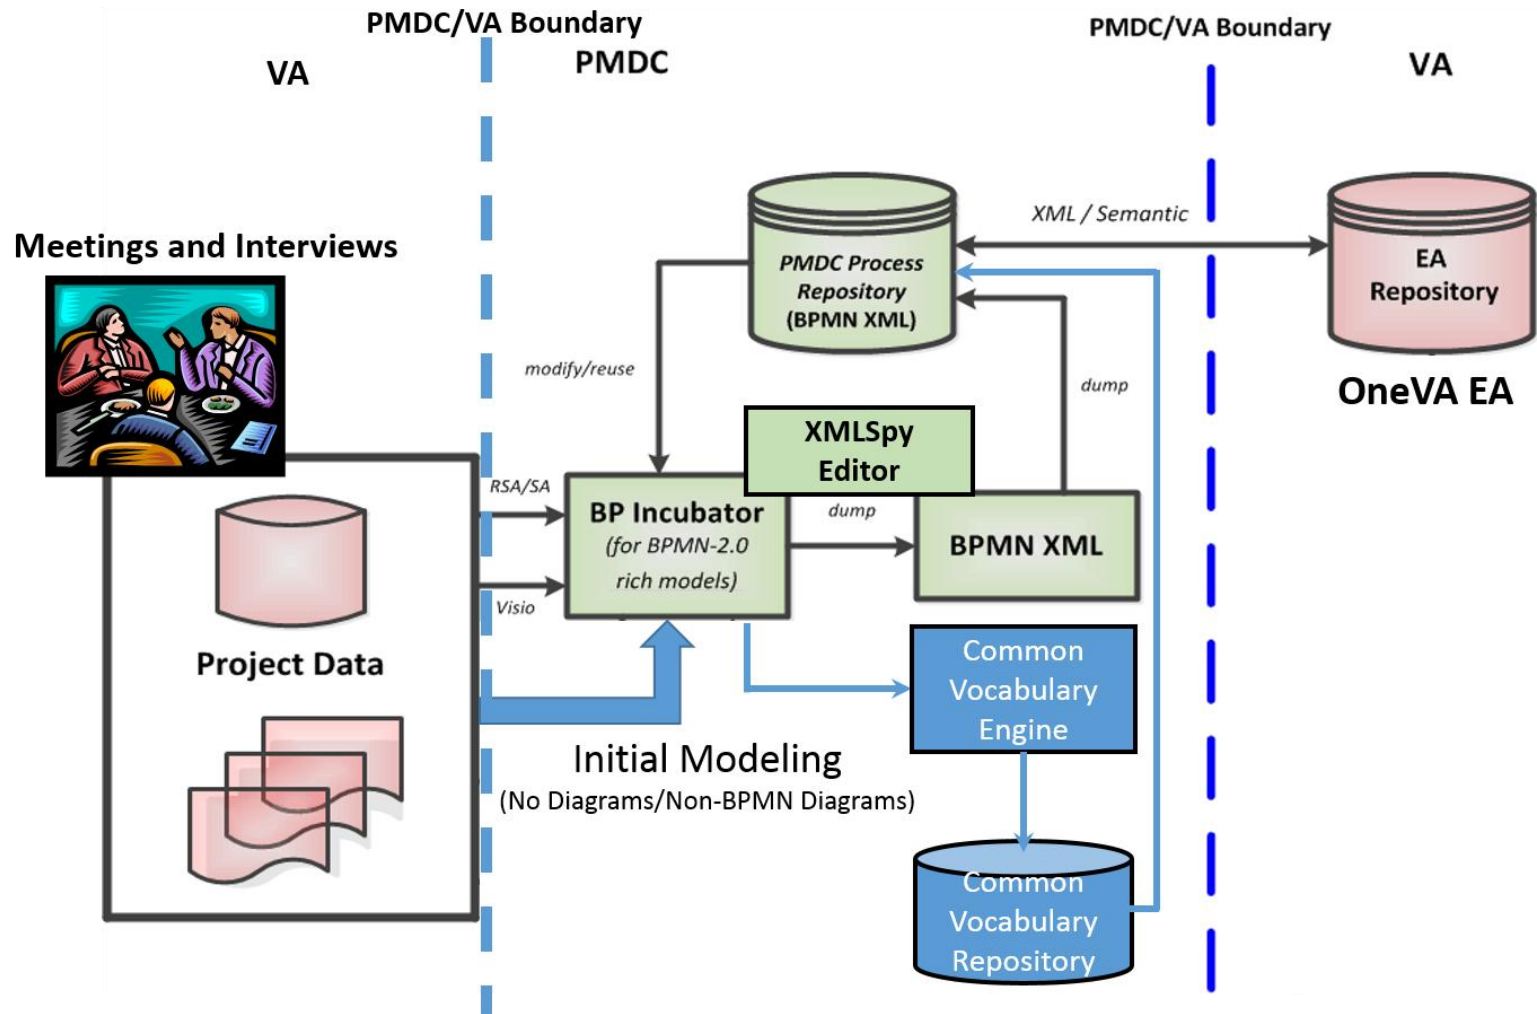 PMDC/VA Boundary
PMDC/VA Boundary
VA
PMDC
VA
Meetings and Interviews
XML / Semantic
PMDC Process
Repository
(BPMN XML)
EA
Repository
OneVA EA
modify/reuse
dump
XMLSpy
Editor
RSA/SA
Visio
BP Incubator
(for BPMN-2.0
rich models)
dump
BPMN XML
Project Data
Common
Vocabulary
Engine
Initial Modeling
(No Diagrams/Non-BPMN Diagrams)
Common
Vocabulary
Repository